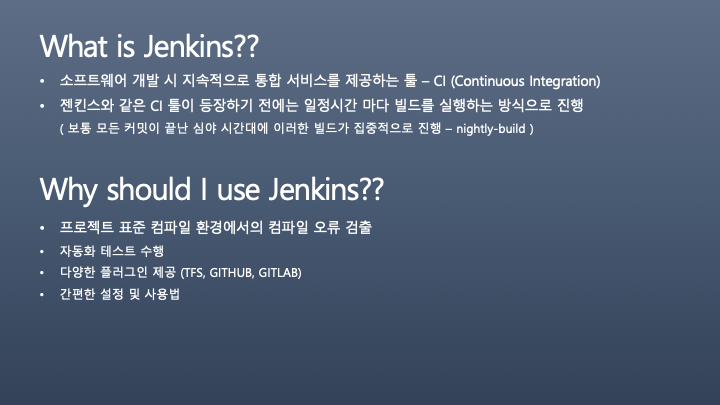 What is Jenkins??
• 소프트웨어 개발 시 지속적으로 통합 서비스를 제공하는 툴 – CI (Continuous Integration)
• 젠킨스와 같은 CI 툴이 등장하기 전에는 일정시간 마다 빌드를 실행하는 방식으로 진행
( 보통 모든 커밋이 끝난 심야 시간대에 이러한 빌드가 집중적으로 진행 – nightly-build )
Why should I use Jenkins??
• 프로젝트 표준 컴파일 환경에서의 컴파일 오류 검출
• 자동화 테스트 수행
• 다양한 플러그인 제공 (TFS, GITHUB, GITLAB)
• 간편한 설정 및 사용법